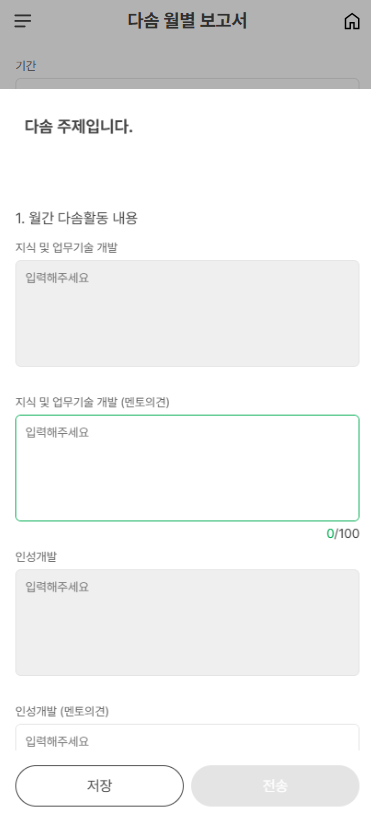 다솜 월별 보고서
기간
다솜 주제입니다.
1. 월간 다솜활동 내용
지식 및 업무기술 개발
입력해주세요
지식 및 업무기술 개발 (멘토의견)
입력해주세요
0/100
인성개발
입력해주세요
인성개발 (멘토의견)
입력해주세요
저장
전송